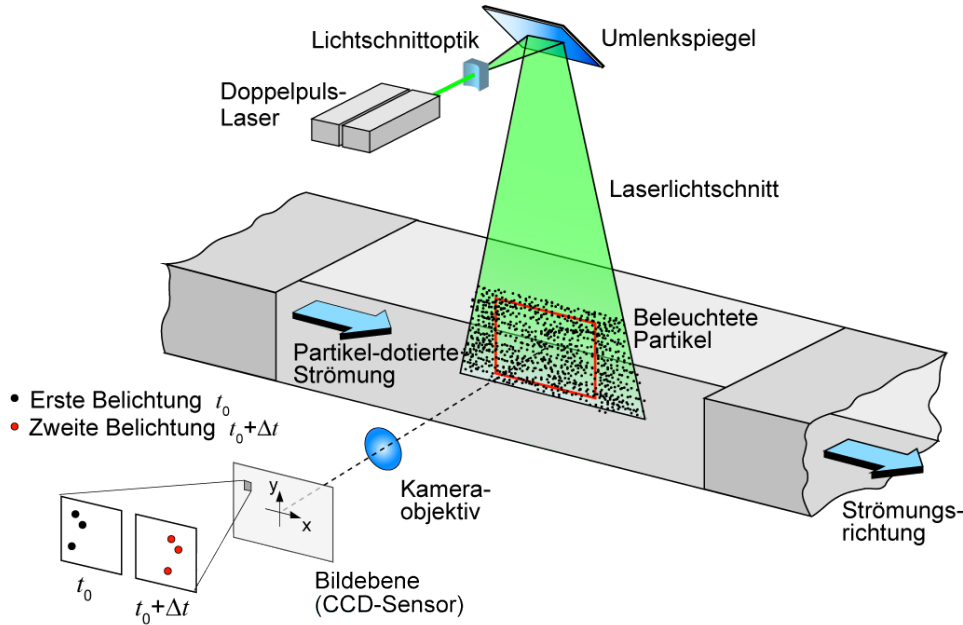 Lichtschnittoptik
Umlenkspiegel
Doppelpuls-
Laser
Laserlichtschnitt
Beleuchtete
Partikel
Partikel-dotierte
Strömung
Erste Belichtung t₀
Zweite Belichtung t₀+Δt
y
x
Kamera-
objektiv
Strömungs-
richtung
t₀
t₀+Δt
Bildebene
(CCD-Sensor)